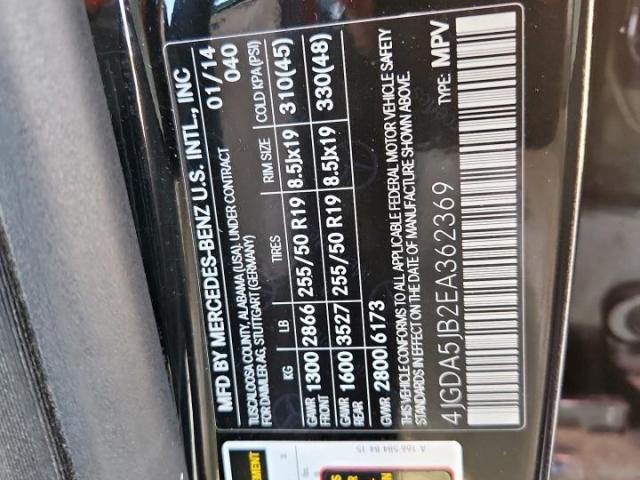 MFD BY MERCEDES-BENZ U.S. INTL., INC
TUSCALOOSA COUNTY, ALABAMA (USA), UNDER CONTRACT 01/14
FOR DAIMLER AG, STUTTGART (GERMANY) 040
KG LB TIRES RIM SIZE COLD KPA(PSI)
GAWR FRONT 1300 2866 255/50 R19 8.5Jx19 310(45)
GAWR REAR 1600 3527 255/50 R19 8.5Jx19 330(48)
GVWR 2800 6173
THIS VEHICLE CONFORMS TO ALL APPLICABLE FEDERAL MOTOR VEHICLE SAFETY
STANDARDS IN EFFECT ON THE DATE OF MANUFACTURE SHOWN ABOVE.
TYPE: MPV
4JGDA5JB2EA362369
A 166 584 84 15